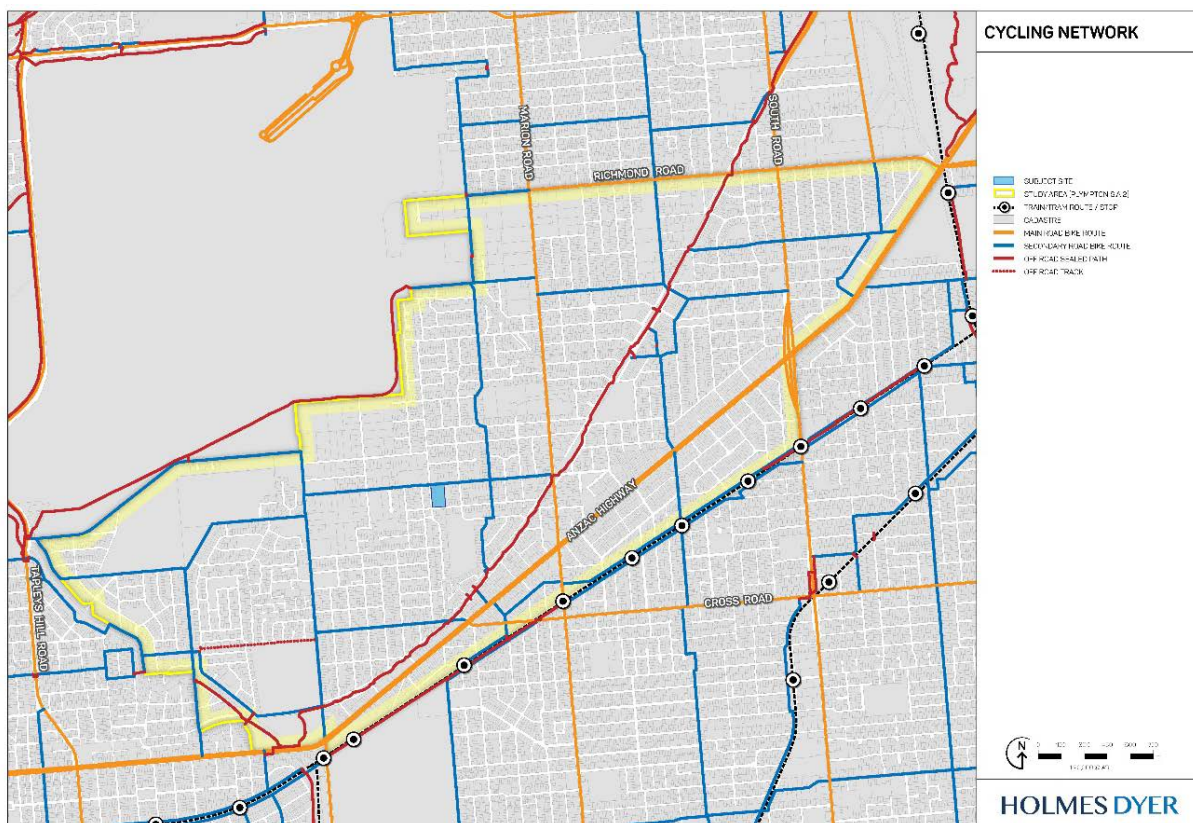 CYCLING NETWORK
MARION ROAD
SOUTH ROAD
RICHMOND ROAD
ANZAC HIGHWAY
CROSS ROAD
TAPLEYS HILL ROAD
SUBJECT SITE
STUDY AREA (PLYMPTON SA2)
TRAIN/TRAM ROUTE / STOP
CADASTRE
MAIN ROAD BIKE ROUTE
SECONDARY ROAD BIKE ROUTE
OFF ROAD SEALED PATH
OFF ROAD TRACK
N
0
HOLMES DYER